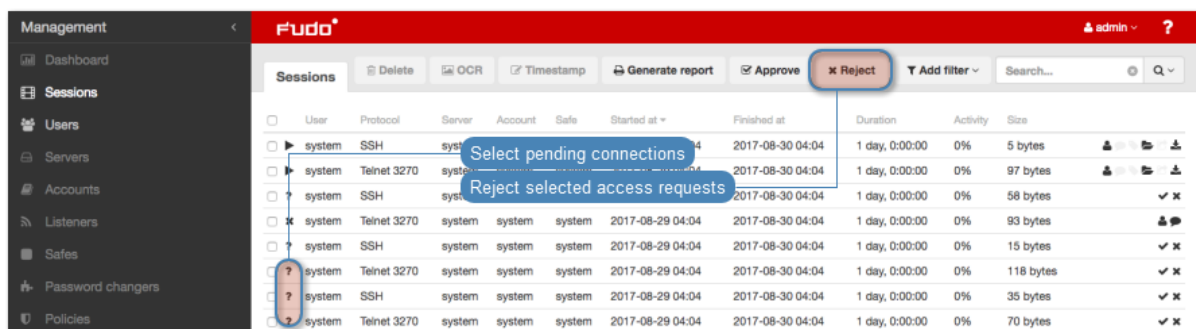 Management
Fudo
admin
?
Dashboard
Sessions
Users
Servers
Accounts
Listeners
Safes
Password changers
Policies
Sessions Delete OCR Timestamp Generate report Approve Reject Add filter Search...
User Protocol Server Account Safe Started at Finished at Duration Activity Size
system SSH 04:04 2017-08-30 04:04 1 day, 0:00:00 0% 5 bytes
Select pending connections
system Telnet 3270 2017-08-30 04:04 1 day, 0:00:00 0% 97 bytes
Reject selected access requests
? system SSH 2017-08-30 04:04 1 day, 0:00:00 0% 58 bytes
system Telnet 3270 system system system 2017-08-29 04:04 2017-08-30 04:04 1 day, 0:00:00 0% 93 bytes
? system SSH system system system 2017-08-29 04:04 2017-08-30 04:04 1 day, 0:00:00 0% 15 bytes
? system Telnet 3270 system system system 2017-08-29 04:04 2017-08-30 04:04 1 day, 0:00:00 0% 118 bytes
? system SSH system system system 2017-08-29 04:04 2017-08-30 04:04 1 day, 0:00:00 0% 35 bytes
? system Telnet 3270 system system system 2017-08-29 04:04 2017-08-30 04:04 1 day, 0:00:00 0% 70 bytes